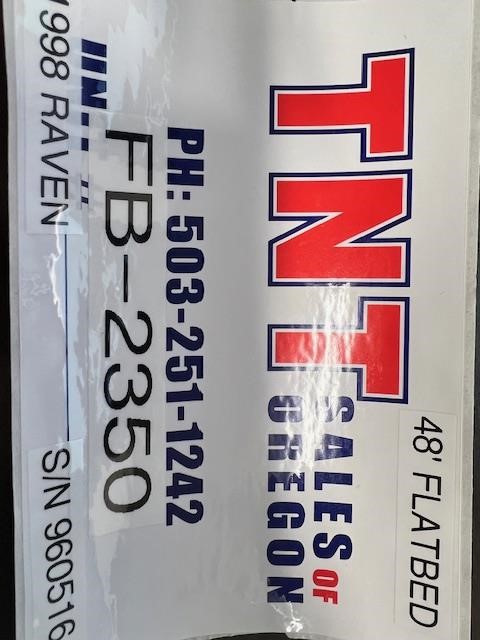 48' FLATBED
TNT
SALES OF
OREGON
PH: 503-251-1242
FB-2350
1998 RAVEN
S/N 960516